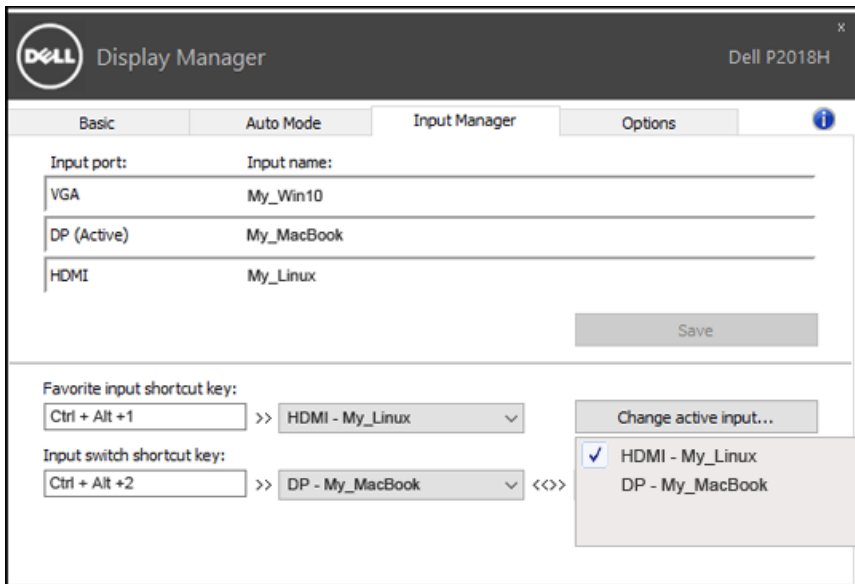 DELL Display Manager
x
Dell P2018H
Basic Auto Mode Input Manager Options
Input port: Input name:
VGA My_Win10
DP (Active) My_MacBook
HDMI My_Linux
Save
Favorite input shortcut key:
Ctrl + Alt +1 >> HDMI - My_Linux Change active input...
Input switch shortcut key:
HDMI - My_Linux
Ctrl + Alt +2 >> DP - My_MacBook <<>> DP - My_MacBook